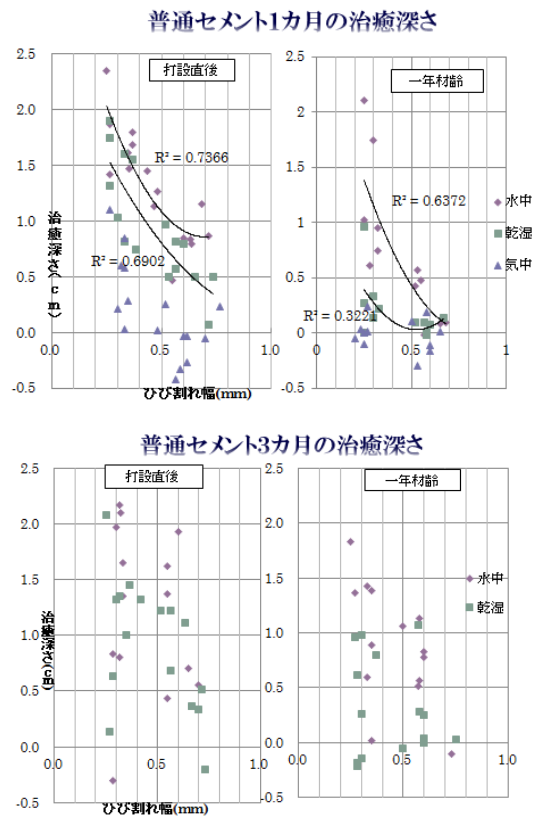 普通セメント1カ月の治癒深さ
打設直後
一年材齢
2.5
2.0
1.5
1.0
0.5
0.0
-0.5
治癒深さ(cm)
R² = 0.7366
R² = 0.6902
0.0
0.5
1.0
ひび割れ幅(mm)
2.5
2
1.5
1
0.5
0
-0.5
R² = 0.6372
R² = 0.3221
0
0.5
1
水中
乾湿
気中
普通セメント3カ月の治癒深さ
打設直後
一年材齢
2.5
2.0
1.5
1.0
0.5
0.0
-0.5
治癒深さ(cm)
0.0
0.5
1.0
ひび割れ幅(mm)
2.5
2.0
1.5
1.0
0.5
0.0
-0.5
0.0
0.5
1.0
水中
乾湿